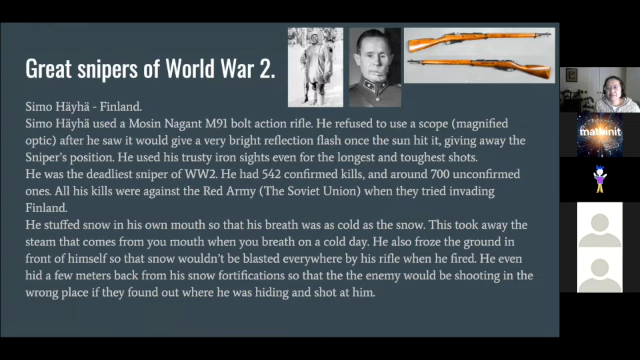 Great snipers of World War 2.
Simo Häyhä - Finland.
Simo Häyhä used a Mosin Nagant M91 bolt action rifle. He refused to use a scope (magnified
optic) after he saw it would give a very bright reflection flash once the sun hit it, giving away the
Sniper's position. He used his trusty iron sights even for the longest and toughest shots.
He was the deadliest sniper of WW2. He had 542 confirmed kills, and around 700 unconfirmed
ones. All his kills were against the Red Army (The Soviet Union) when they tried invading
Finland.
He stuffed snow in his own mouth so that his breath was as cold as the snow. This took away the
steam that comes from you mouth when you breath on a cold day. He also froze the ground in
front of himself so that snow wouldn't be blasted everywhere by his rifle when he fired. He even
hid a few meters back from his snow fortifications so that the the enemy would be shooting in the
wrong place if they found out where he was hiding and shot at him.